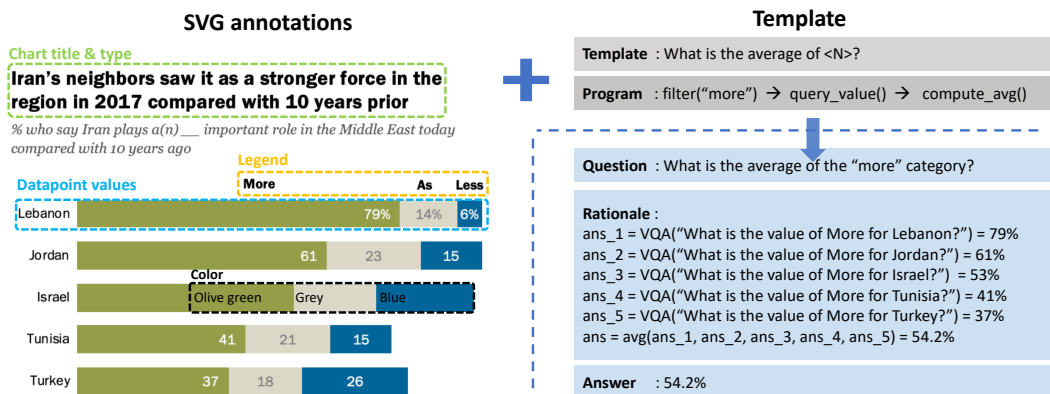 SVG annotations
Chart title & type
Iran's neighbors saw it as a stronger force in the
region in 2017 compared with 10 years prior
% who say Iran plays a(n) __ important role in the Middle East today
compared with 10 years ago
Legend
Datapoint values
More As Less
Lebanon 79% 14% 6%
Jordan 61 23 15
Color
Israel Olive green Grey Blue
Tunisia 41 21 15
Turkey 37 18 26
Template
Template : What is the average of <N>?
Program : filter("more") → query_value() → compute_avg()
Question : What is the average of the "more" category?
Rationale :
ans_1 = VQA("What is the value of More for Lebanon?") = 79%
ans_2 = VQA("What is the value of More for Jordan?") = 61%
ans_3 = VQA("What is the value of More for Israel?") = 53%
ans_4 = VQA("What is the value of More for Tunisia?") = 41%
ans_5 = VQA("What is the value of More for Turkey?") = 37%
ans = avg(ans_1, ans_2, ans_3, ans_4, ans_5) = 54.2%
Answer : 54.2%